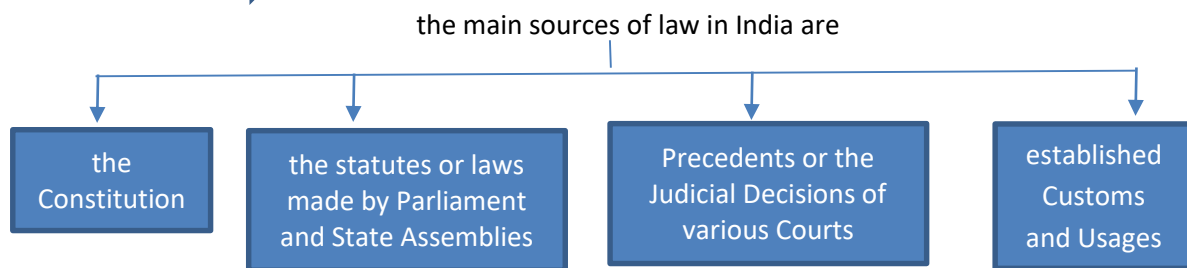 the main sources of law in India are
the
Constitution
the statutes or laws
made by Parliament
and State Assemblies
Precedents or the
Judicial Decisions of
various Courts
established
Customs
and Usages